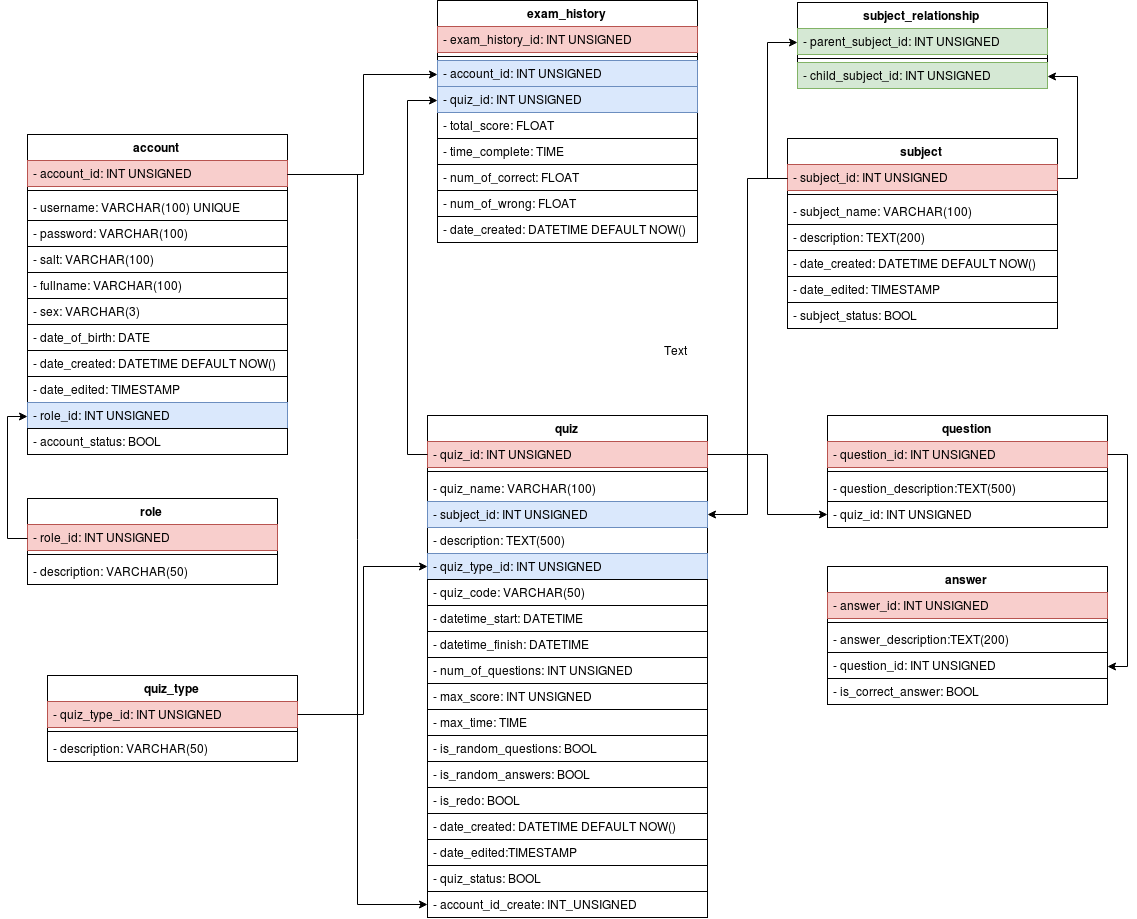 exam_history
- exam_history_id: INT UNSIGNED
- account_id: INT UNSIGNED
- quiz_id: INT UNSIGNED
- total_score: FLOAT
- time_complete: TIME
- num_of_correct: FLOAT
- num_of_wrong: FLOAT
- date_created: DATETIME DEFAULT NOW()
subject_relationship
- parent_subject_id: INT UNSIGNED
- child_subject_id: INT UNSIGNED
account
- account_id: INT UNSIGNED
- username: VARCHAR(100) UNIQUE
- password: VARCHAR(100)
- salt: VARCHAR(100)
- fullname: VARCHAR(100)
- sex: VARCHAR(3)
- date_of_birth: DATE
- date_created: DATETIME DEFAULT NOW()
- date_edited: TIMESTAMP
- role_id: INT UNSIGNED
- account_status: BOOL
subject
- subject_id: INT UNSIGNED
- subject_name: VARCHAR(100)
- description: TEXT(200)
- date_created: DATETIME DEFAULT NOW()
- date_edited: TIMESTAMP
- subject_status: BOOL
Text
role
- role_id: INT UNSIGNED
- description: VARCHAR(50)
quiz
- quiz_id: INT UNSIGNED
- quiz_name: VARCHAR(100)
- subject_id: INT UNSIGNED
- description: TEXT(500)
- quiz_type_id: INT UNSIGNED
- quiz_code: VARCHAR(50)
- datetime_start: DATETIME
- datetime_finish: DATETIME
- num_of_questions: INT UNSIGNED
- max_score: INT UNSIGNED
- max_time: TIME
- is_random_questions: BOOL
- is_random_answers: BOOL
- is_redo: BOOL
- date_created: DATETIME DEFAULT NOW()
- date_edited:TIMESTAMP
- quiz_status: BOOL
- account_id_create: INT_UNSIGNED
question
- question_id: INT UNSIGNED
- question_description:TEXT(500)
- quiz_id: INT UNSIGNED
answer
- answer_id: INT UNSIGNED
- answer_description:TEXT(200)
- question_id: INT UNSIGNED
- is_correct_answer: BOOL
quiz_type
- quiz_type_id: INT UNSIGNED
- description: VARCHAR(50)